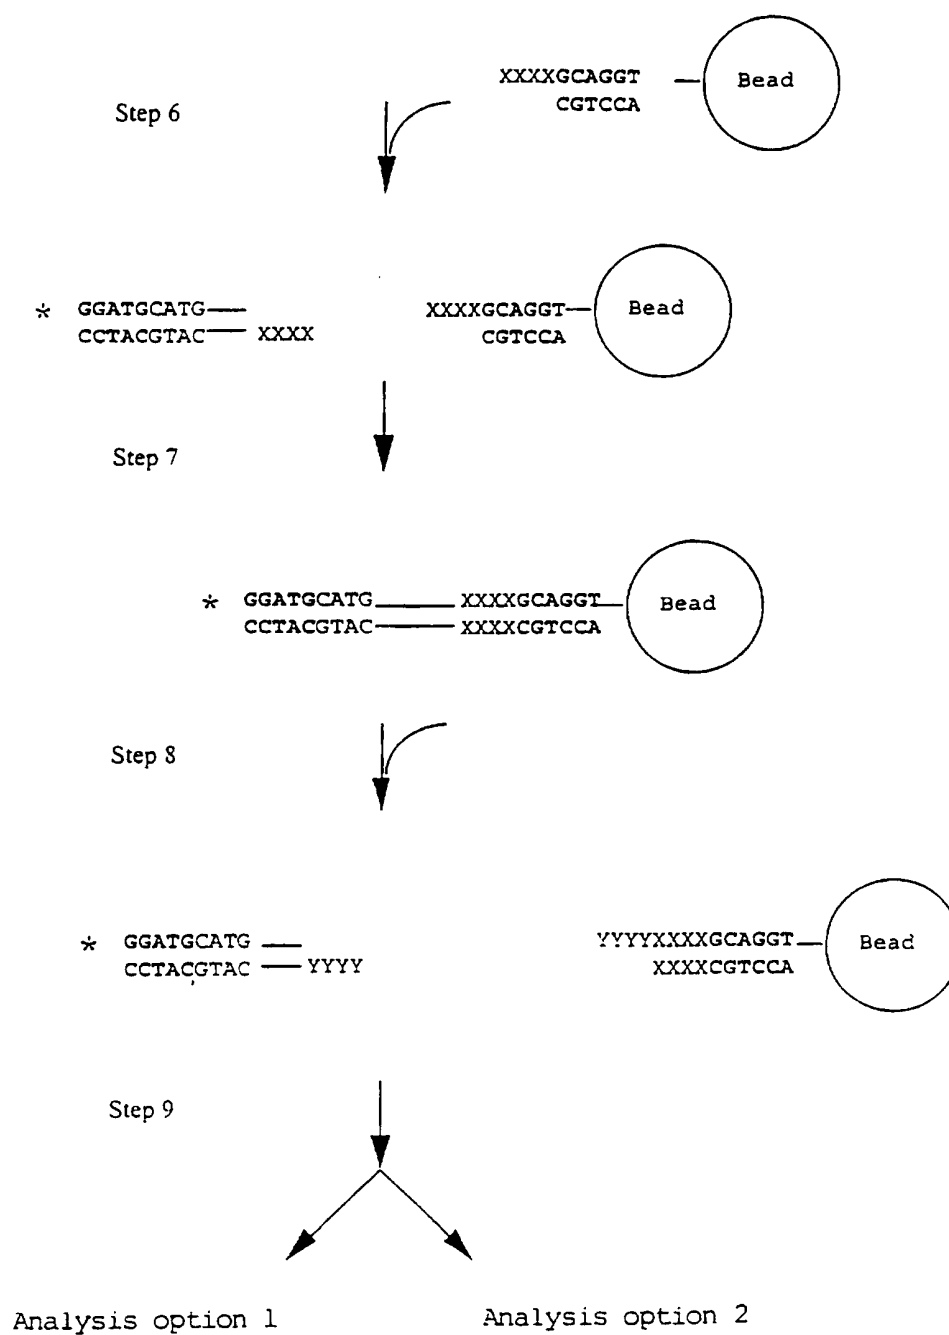 XXXXGCAGGT
Bead
CGTCCA
Step 6
* GGATGCATG
CCTACGTAC XXXX
XXXXGCAGGT
CGTCCA
Bead
Step 7
* GGATGCATG XXXXGCAGGT
CCTACGTAC XXXXCGTCCA
Bead
Step 8
* GGATGCATG
CCTACGTAC YYYY
YYYYXXXXGCAGGT
XXXXCGTCCA
Bead
Step 9
Analysis option 1
Analysis option 2